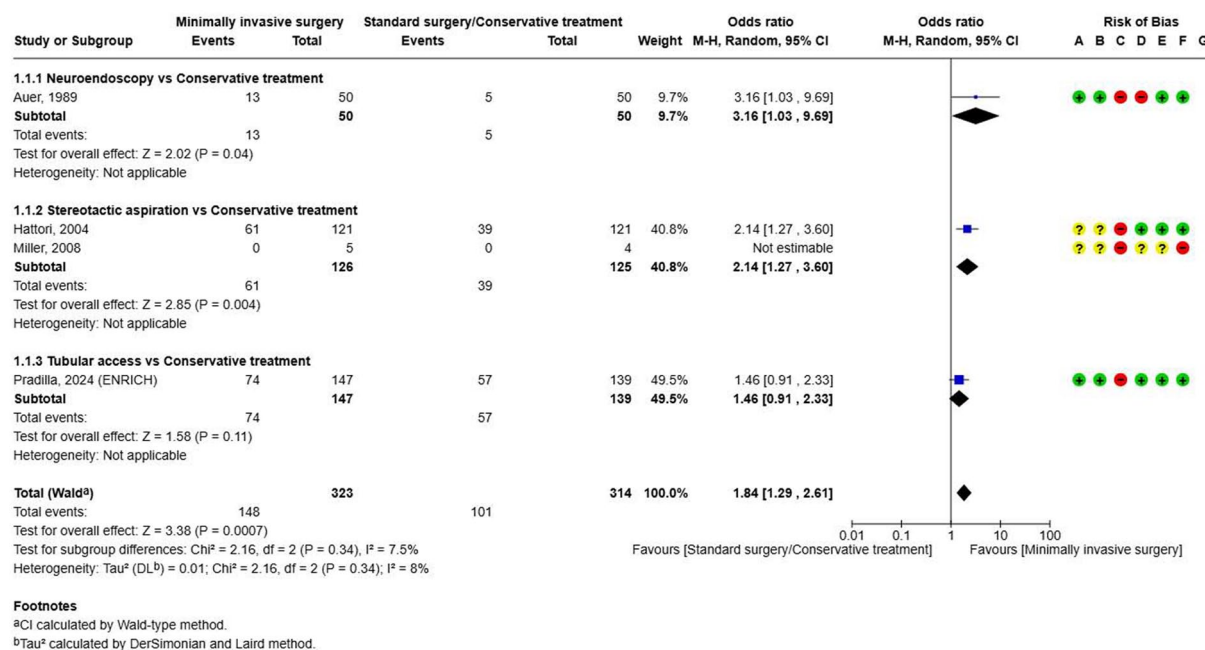 Minimally invasive surgery Standard surgery/Conservative treatment Odds ratio Odds ratio Risk of Bias
Study or Subgroup Events Total Events Total Weight M-H, Random, 95% CI M-H, Random, 95% CI A B C D E F G
1.1.1 Neuroendoscopy vs Conservative treatment
Auer, 1989 13 50 5 50 9.7% 3.16 [1.03 , 9.69] + + − − + +
Subtotal 50 50 9.7% 3.16 [1.03 , 9.69]
Total events: 13 5
Test for overall effect: Z = 2.02 (P = 0.04)
Heterogeneity: Not applicable
1.1.2 Stereotactic aspiration vs Conservative treatment
Hattori, 2004 61 121 39 121 40.8% 2.14 [1.27 , 3.60] ? ? − + + +
Miller, 2008 0 5 0 4 Not estimable ? ? − ? ? −
Subtotal 126 125 40.8% 2.14 [1.27 , 3.60]
Total events: 61 39
Test for overall effect: Z = 2.85 (P = 0.004)
Heterogeneity: Not applicable
1.1.3 Tubular access vs Conservative treatment
Pradilla, 2024 (ENRICH) 74 147 57 139 49.5% 1.46 [0.91 , 2.33] + + − + + +
Subtotal 147 139 49.5% 1.46 [0.91 , 2.33]
Total events: 74 57
Test for overall effect: Z = 1.58 (P = 0.11)
Heterogeneity: Not applicable
Total (Waldᵃ) 323 314 100.0% 1.84 [1.29 , 2.61]
Total events: 148 101
Test for overall effect: Z = 3.38 (P = 0.0007)
0.01 0.1 1 10 100
Test for subgroup differences: Chi² = 2.16, df = 2 (P = 0.34), I² = 7.5%
Favours [Standard surgery/Conservative treatment] Favours [Minimally invasive surgery]
Heterogeneity: Tau² (DLᵇ) = 0.01; Chi² = 2.16, df = 2 (P = 0.34); I² = 8%
Footnotes
ᵃCI calculated by Wald-type method.
ᵇTau² calculated by DerSimonian and Laird method.